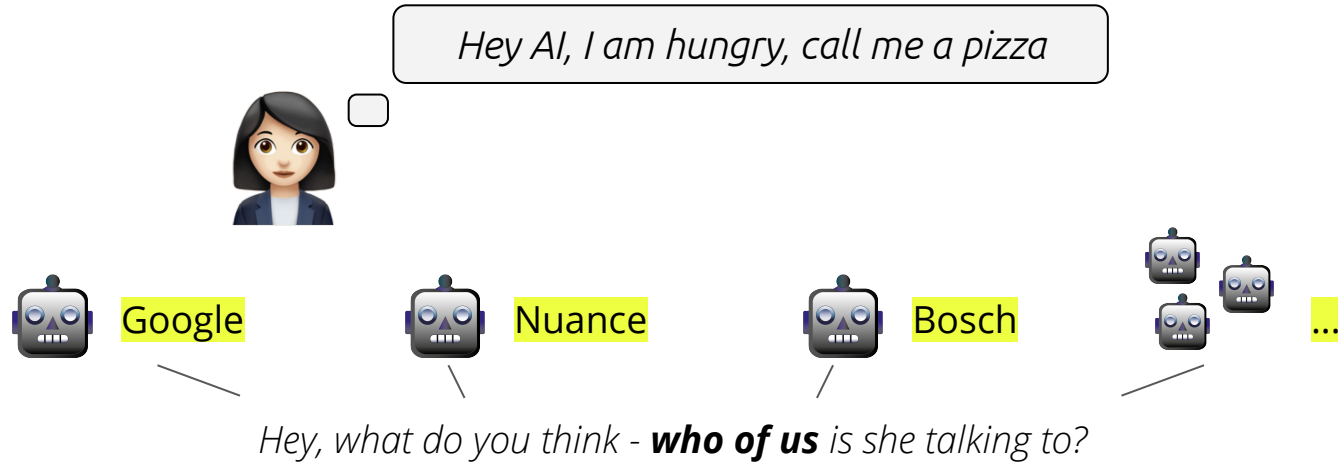 Hey AI, I am hungry, call me a pizza
Google
Nuance
Bosch
...
Hey, what do you think - who of us is she talking to?